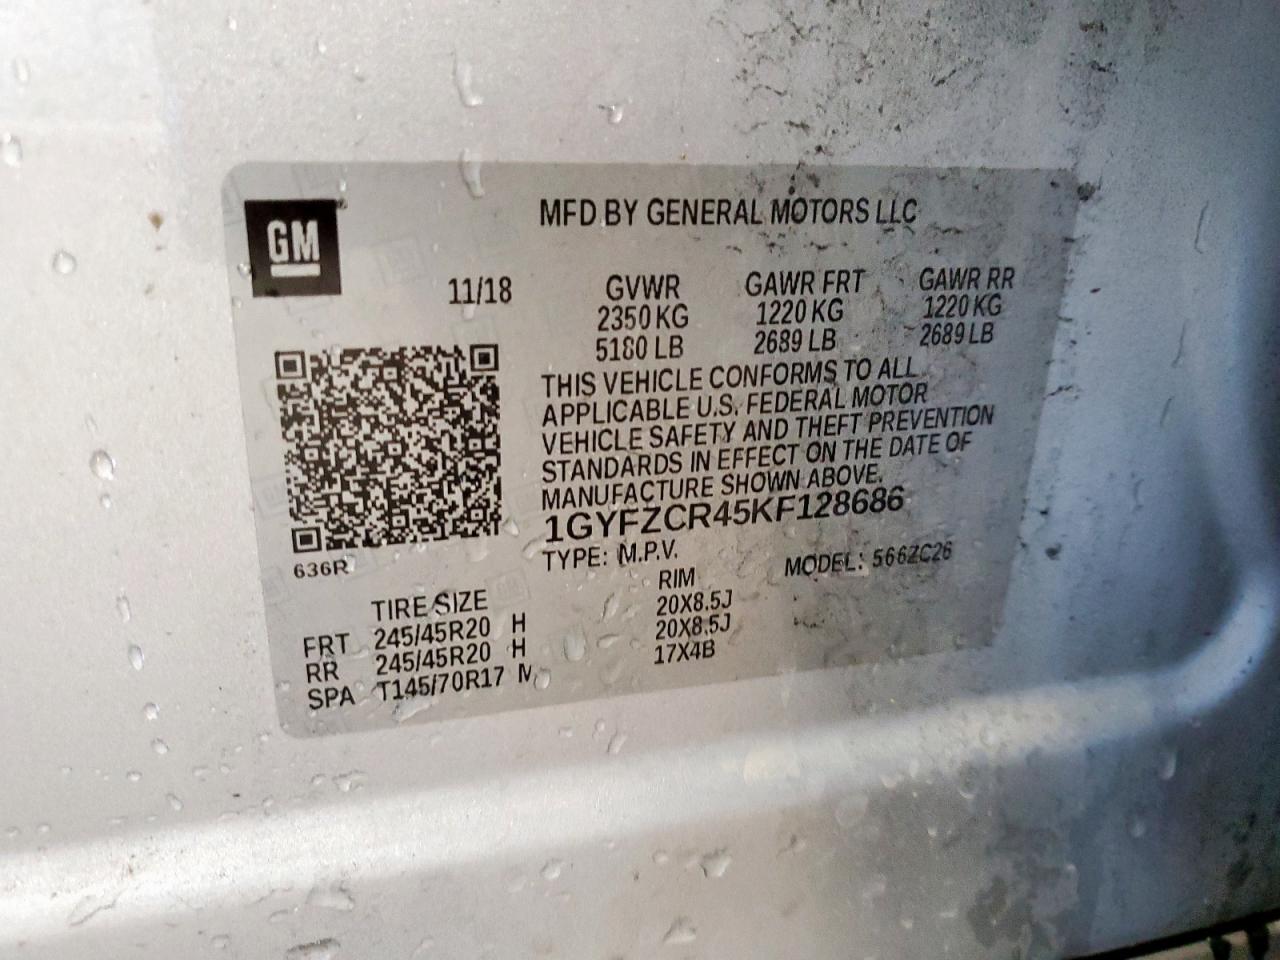 GM
MFD BY GENERAL MOTORS LLC
11/18 GVWR GAWR FRT GAWR RR
2350 KG 1220 KG 1220 KG
5180 LB 2689 LB 2689 LB
THIS VEHICLE CONFORMS TO ALL
APPLICABLE U.S. FEDERAL MOTOR
VEHICLE SAFETY AND THEFT PREVENTION
STANDARDS IN EFFECT ON THE DATE OF
MANUFACTURE SHOWN ABOVE.
1GYFZCR45KF128686
TYPE: M.P.V. MODEL: 566ZC26
636R
TIRE SIZE RIM
FRT 245/45R20 H 20X8.5J
RR 245/45R20 H 20X8.5J
SPA T145/70R17 M 17X4B